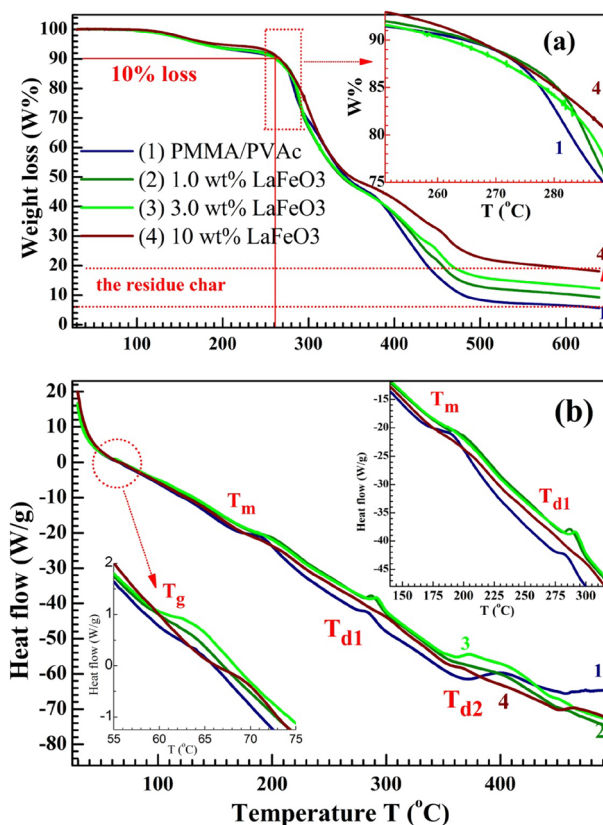 (a)
Weight loss (W%)
100
90
80
70
60
50
40
30
20
10
0
10% loss
(1) PMMA/PVAc
(2) 1.0 wt% LaFeO3
(3) 3.0 wt% LaFeO3
(4) 10 wt% LaFeO3
the residue char
4
1
100 200 300 400 500 600
W%
90
85
80
75
4
1
260 270 280
T (°C)
(b)
Heat flow (W/g)
20
10
0
-10
-20
-30
-40
-50
-60
-70
-80
Tm
Td1
Td2
3
4
1
2
100 200 300 400
Temperature T (°C)
Tg
Heat flow (W/g)
2
1
0
-1
55 60 65 70 75
T (°C)
Tm
Td1
Heat flow (W/g)
-15
-20
-25
-30
-35
-40
-45
150 175 200 225 250 275 300
T (°C)